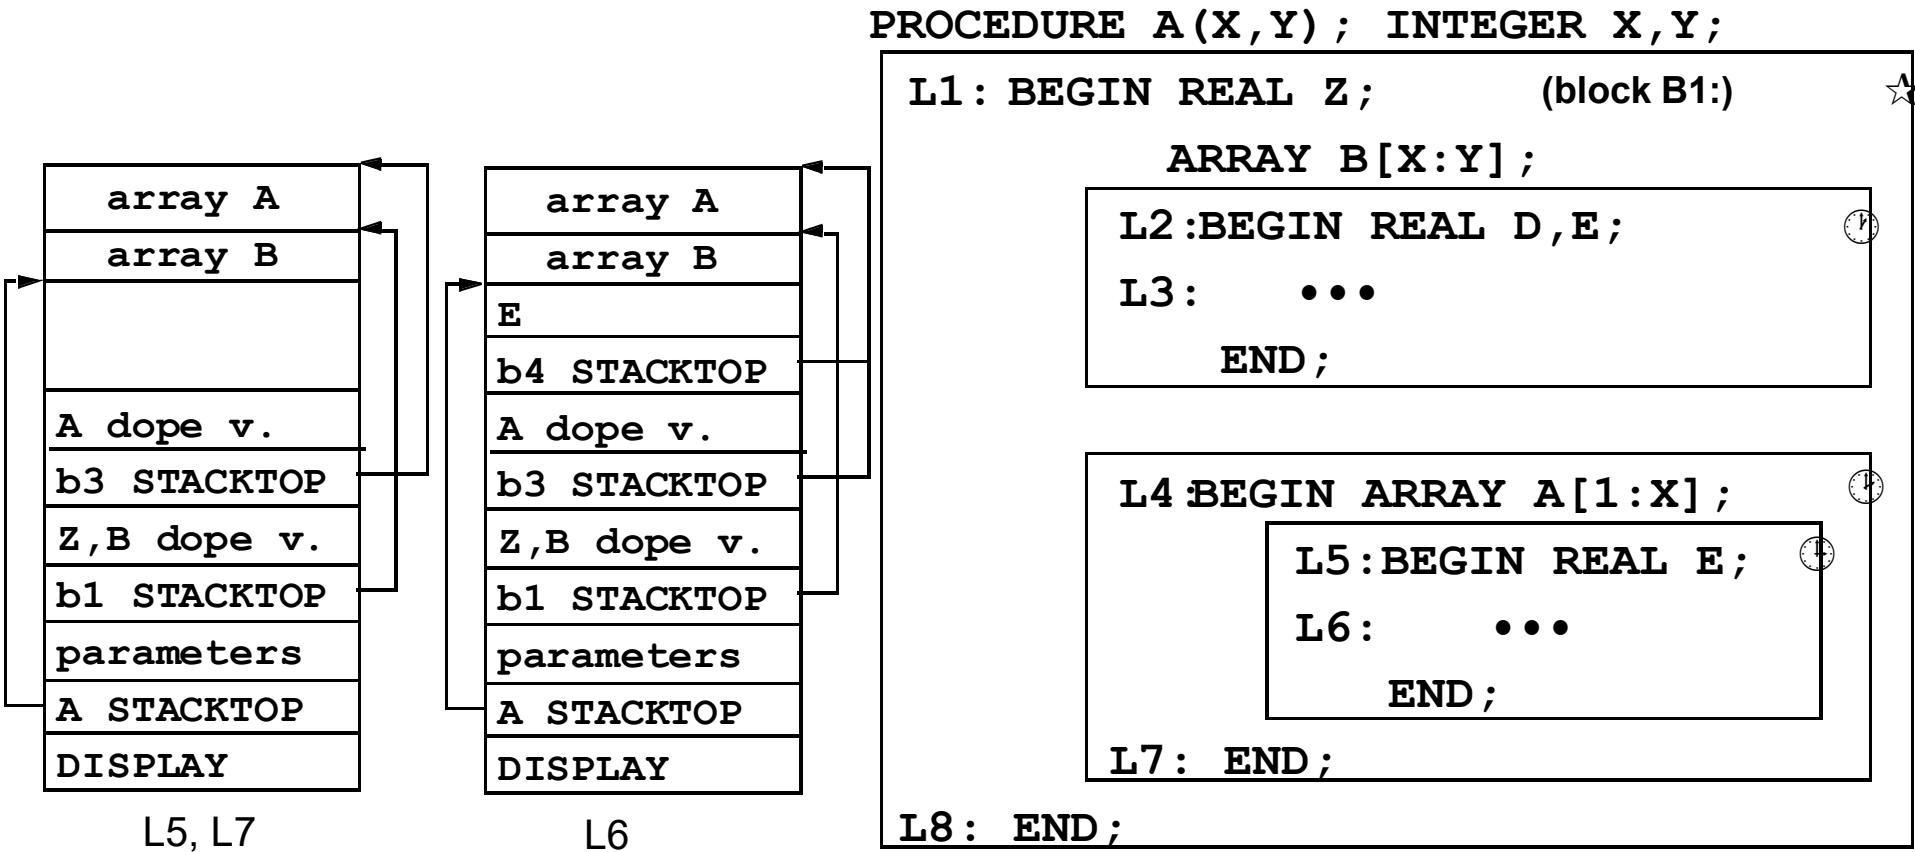 PROCEDURE A(X,Y); INTEGER X,Y;
L1: BEGIN REAL Z; (block B1:)
ARRAY B[X:Y];
L2:BEGIN REAL D,E;
L3: •••
END;
L4:BEGIN ARRAY A[1:X];
L5:BEGIN REAL E;
L6: •••
END;
L7: END;
L8: END;
array A
array B
A dope v.
b3 STACKTOP
Z,B dope v.
b1 STACKTOP
parameters
A STACKTOP
DISPLAY
L5, L7
array A
array B
E
b4 STACKTOP
A dope v.
b3 STACKTOP
Z,B dope v.
b1 STACKTOP
parameters
A STACKTOP
DISPLAY
L6